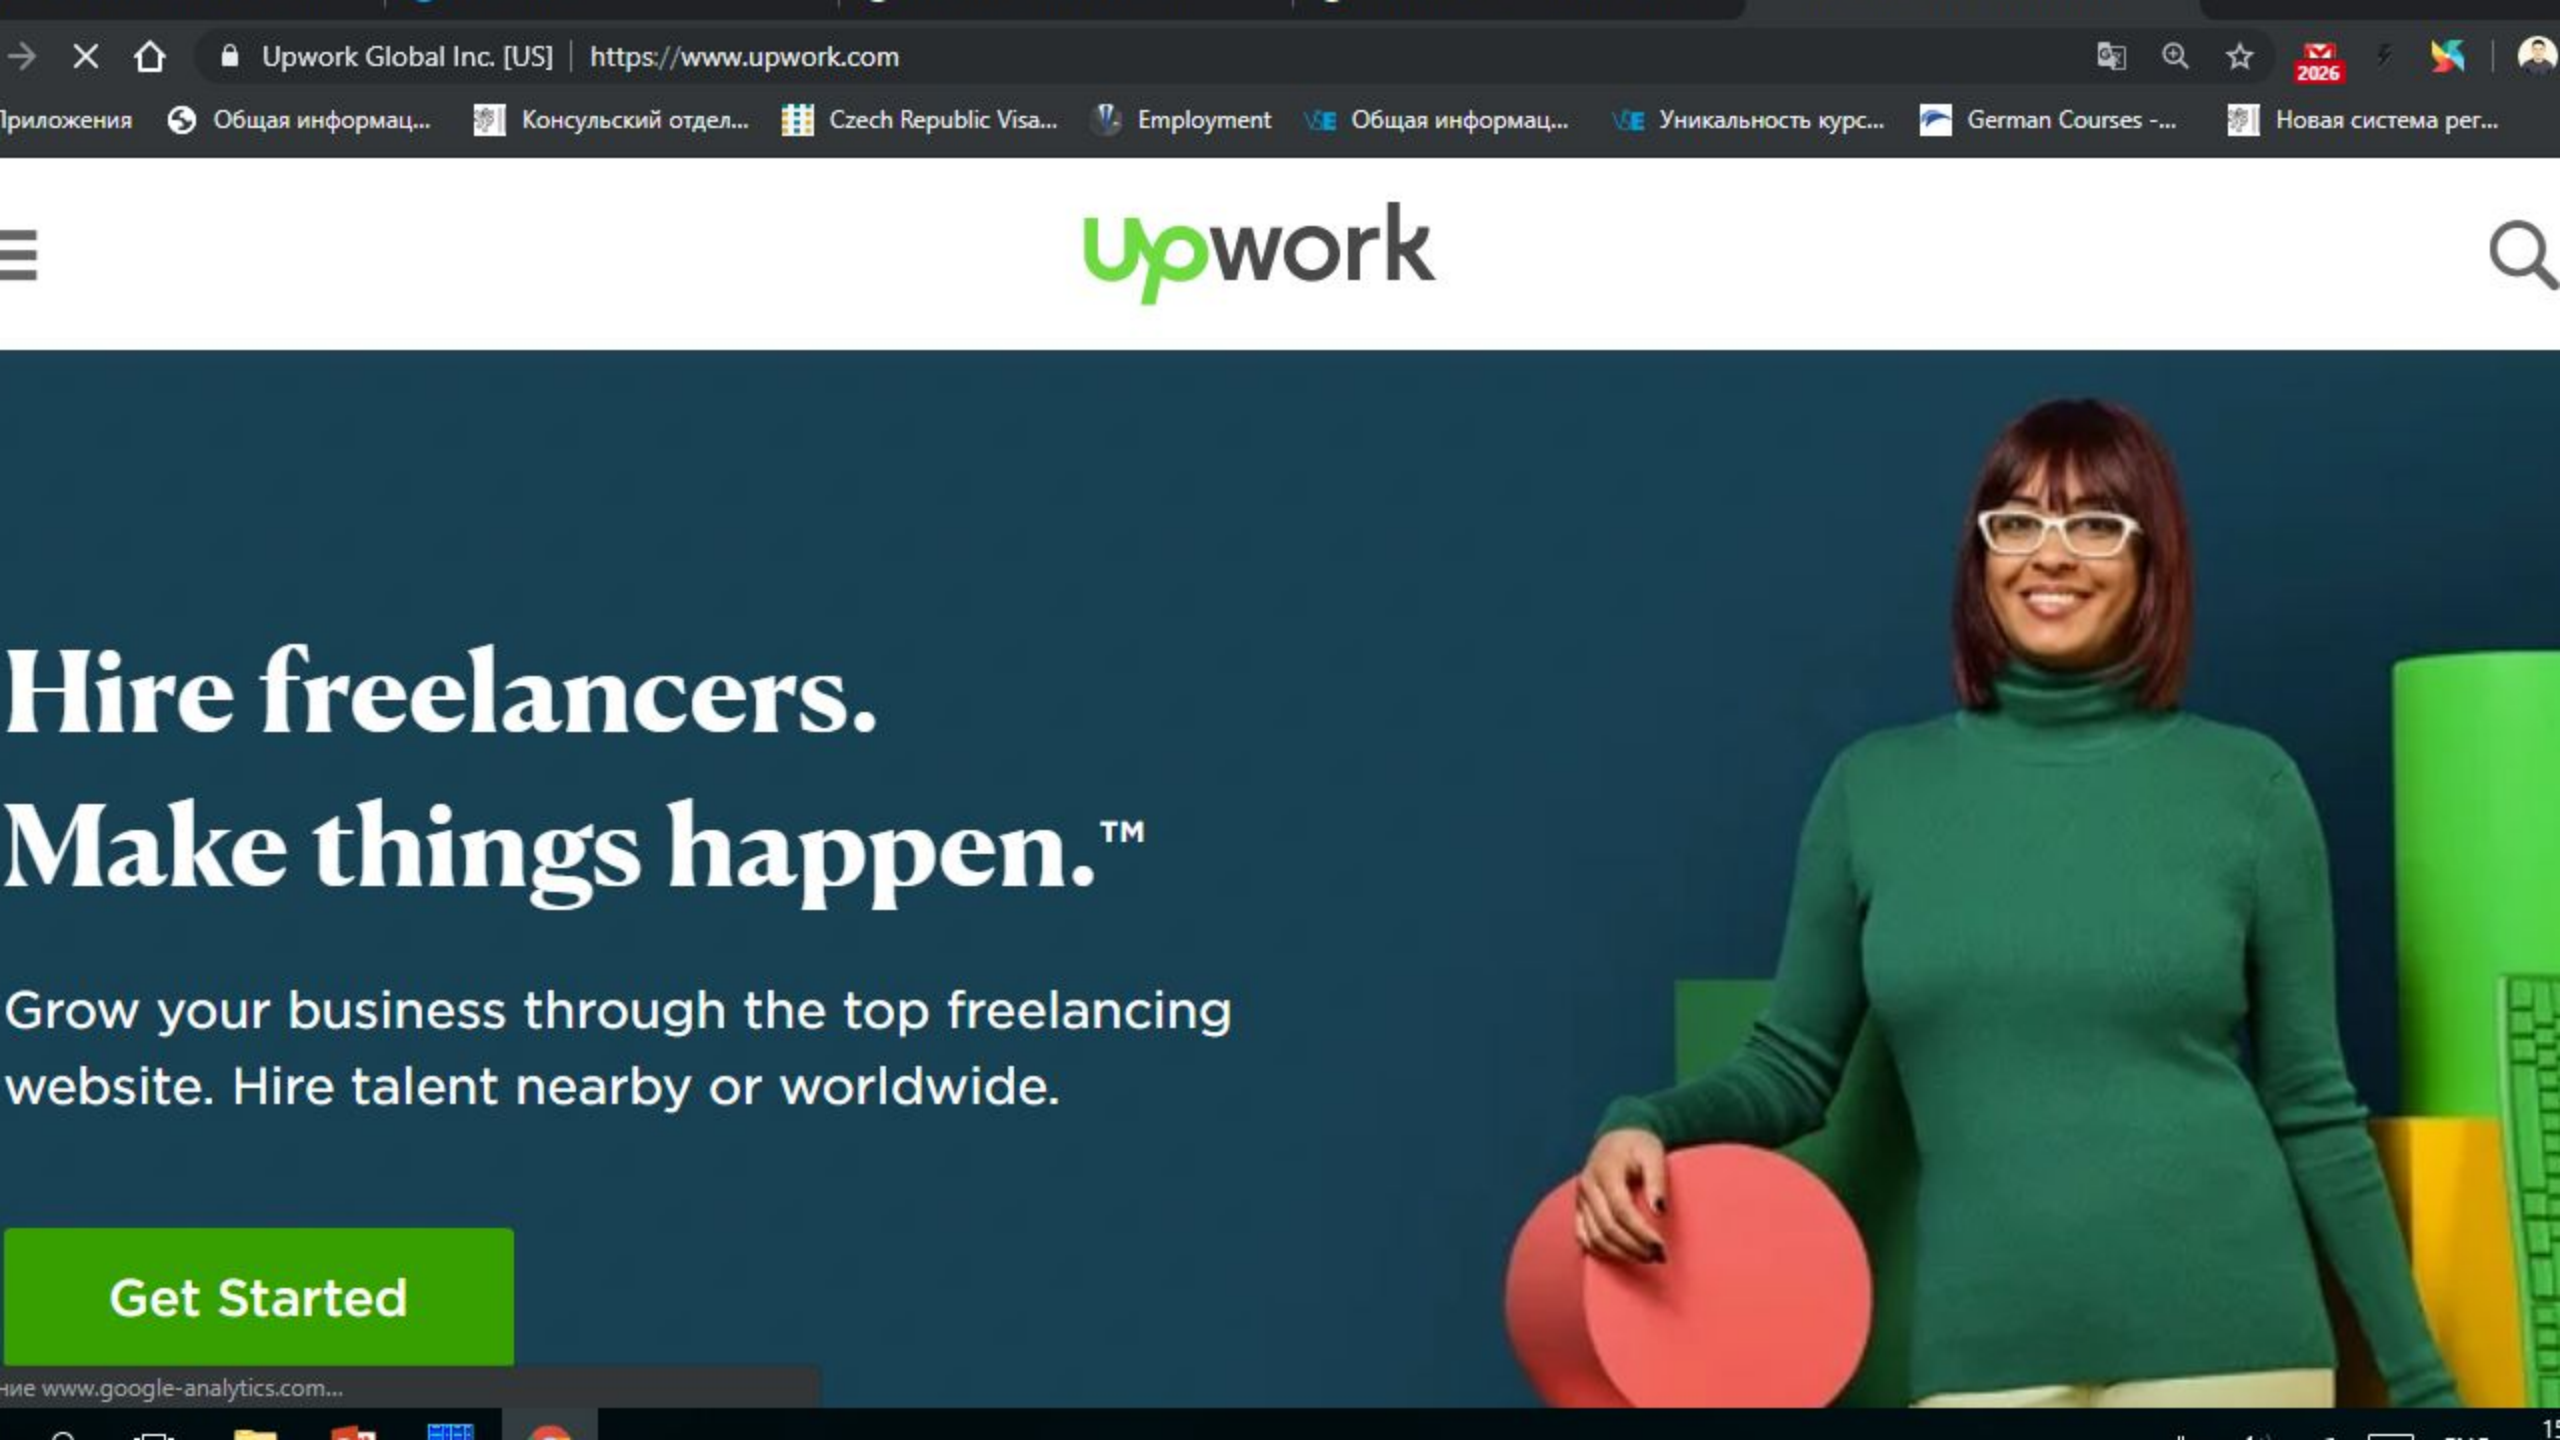 Upwork Global Inc. [US] https://www.upwork.com
2026
Приложения Общая информац... Консульский отдел... Czech Republic Visa... Employment Общая информац... Уникальность курс... German Courses -... Новая система рег...
upwork
Hire freelancers.
Make things happen.™
Grow your business through the top freelancing
website. Hire talent nearby or worldwide.
Get Started
ние www.google-analytics.com...